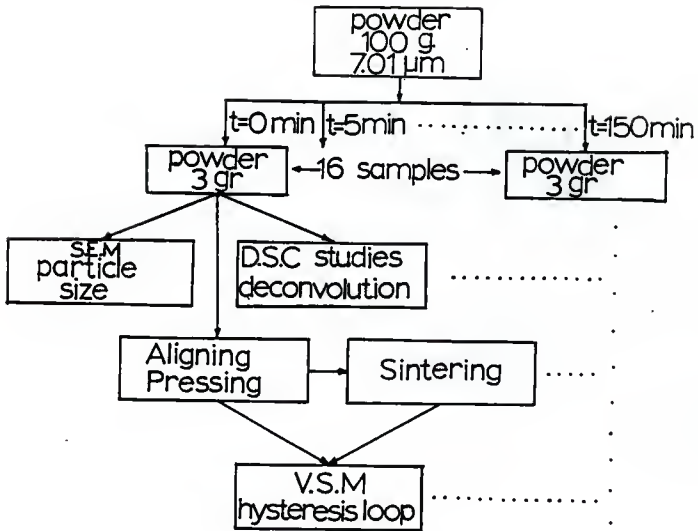 powder
100 g
7.01 µm
t=0 min t=5min ............. t=150min
powder
3 gr
16 samples
powder
3 gr
S.E.M
particle
size
D.S.C studies
deconvolution
Aligning
Pressing
Sintering
V.S.M
hysteresis loop